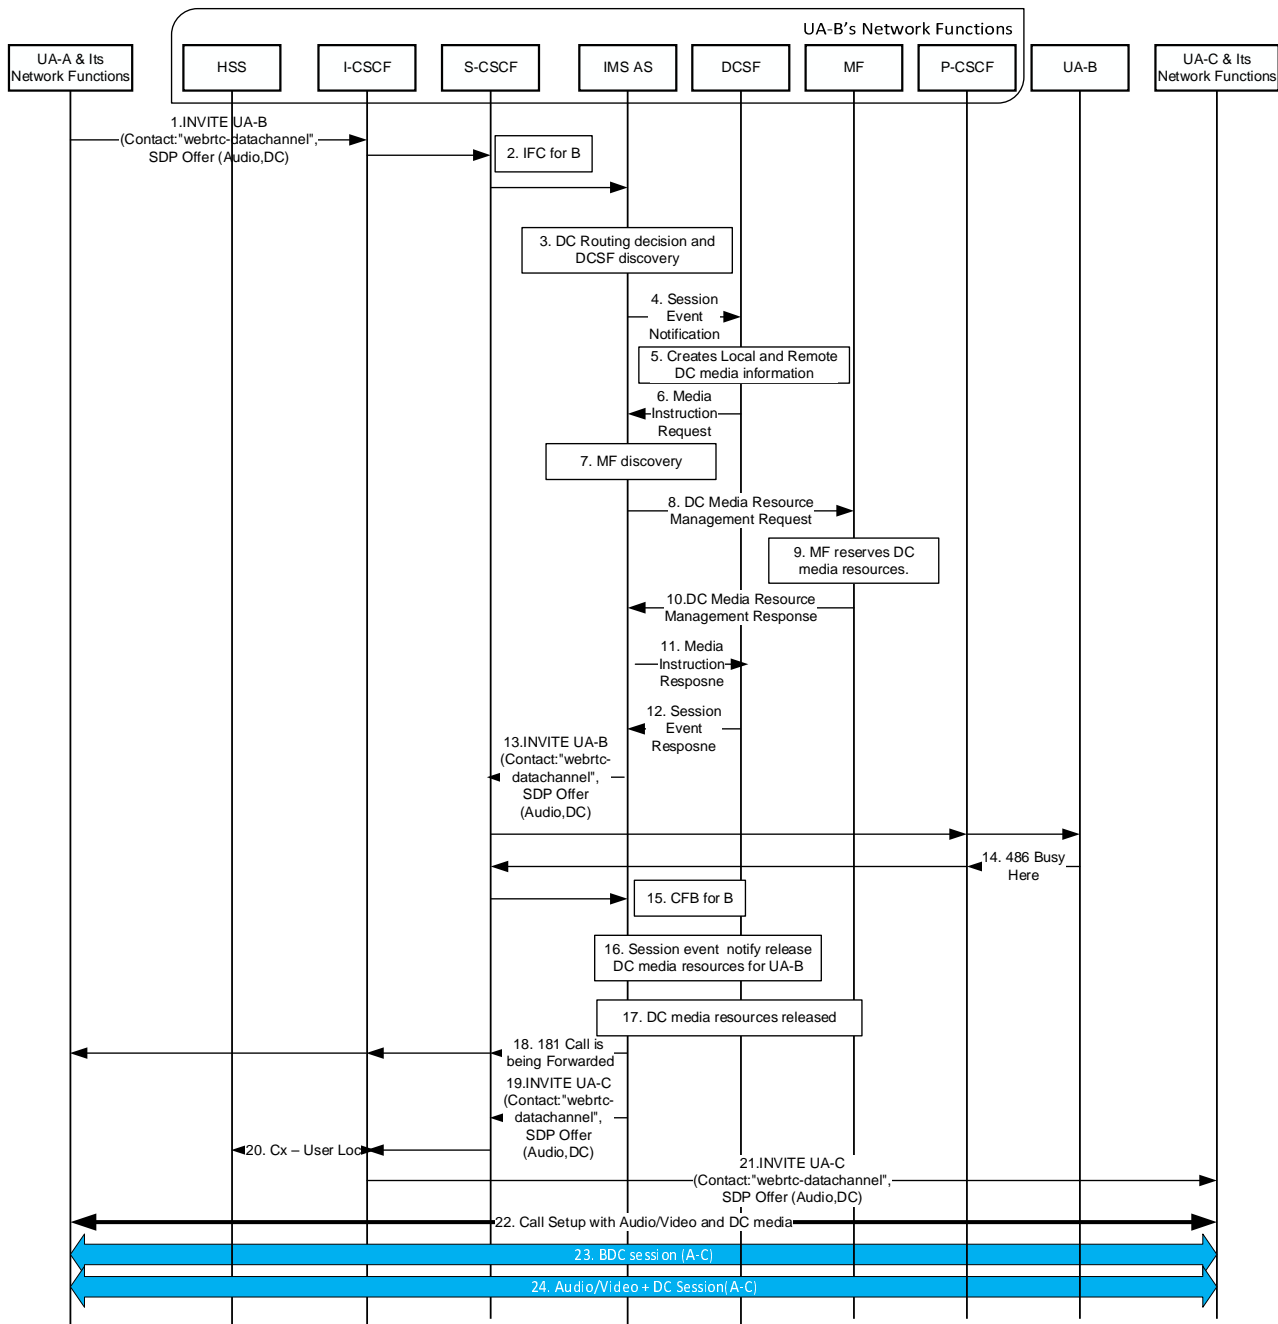 UA-B's Network Functions
UA-A & Its
Network Functions
HSS
I-CSCF
S-CSCF
IMS AS
DCSF
MF
P-CSCF
UA-B
UA-C & Its
Network Functions
1.INVITE UA-B
(Contact:"webrtc-datachannel",
SDP Offer (Audio,DC)
2. IFC for B
3. DC Routing decision and
DCSF discovery
4. Session
Event
Notification
5. Creates Local and Remote
DC media information
6. Media
Instruction
Request
7. MF discovery
8. DC Media Resource
Management Request
9. MF reserves DC
media resources.
10.DC Media Resource
Management Response
11. Media
Instruction
Resposne
12. Session
Event
Resposne
13.INVITE UA-B
(Contact:"webrtc-
datachannel",
SDP Offer
(Audio,DC)
14. 486 Busy
Here
15. CFB for B
16. Session event  notify release
DC media resources for UA-B
17. DC media resources released
18. 181 Call is
being Forwarded
19.INVITE UA-C
(Contact:"webrtc-
datachannel",
SDP Offer
(Audio,DC)
20. Cx – User Loc
21.INVITE UA-C
(Contact:"webrtc-datachannel",
SDP Offer (Audio,DC)
22. Call Setup with Audio/Video and DC media
23. BDC session (A-C)
24. Audio/Video + DC Session(A-C)